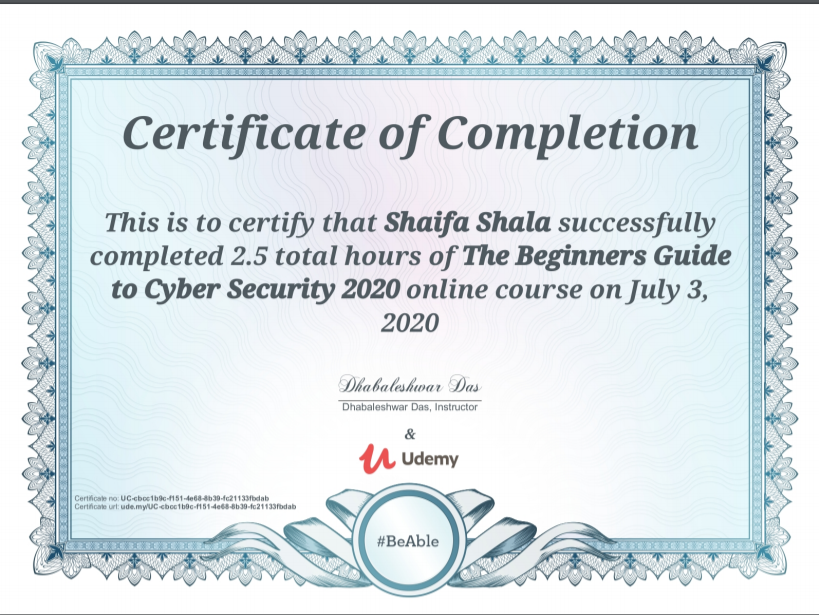 Certificate of Completion
This is to certify that Shaifa Shala successfully
completed 2.5 total hours of The Beginners Guide
to Cyber Security 2020 online course on July 3,
2020
Dhabaleshwar Das
Dhabaleshwar Das, Instructor
&
Udemy
Certificate no: UC-cbcc1b9c-f151-4e68-8b39-fc21133fbdab
Certificate url: ude.my/UC-cbcc1b9c-f151-4e68-8b39-fc21133fbdab
#BeAble